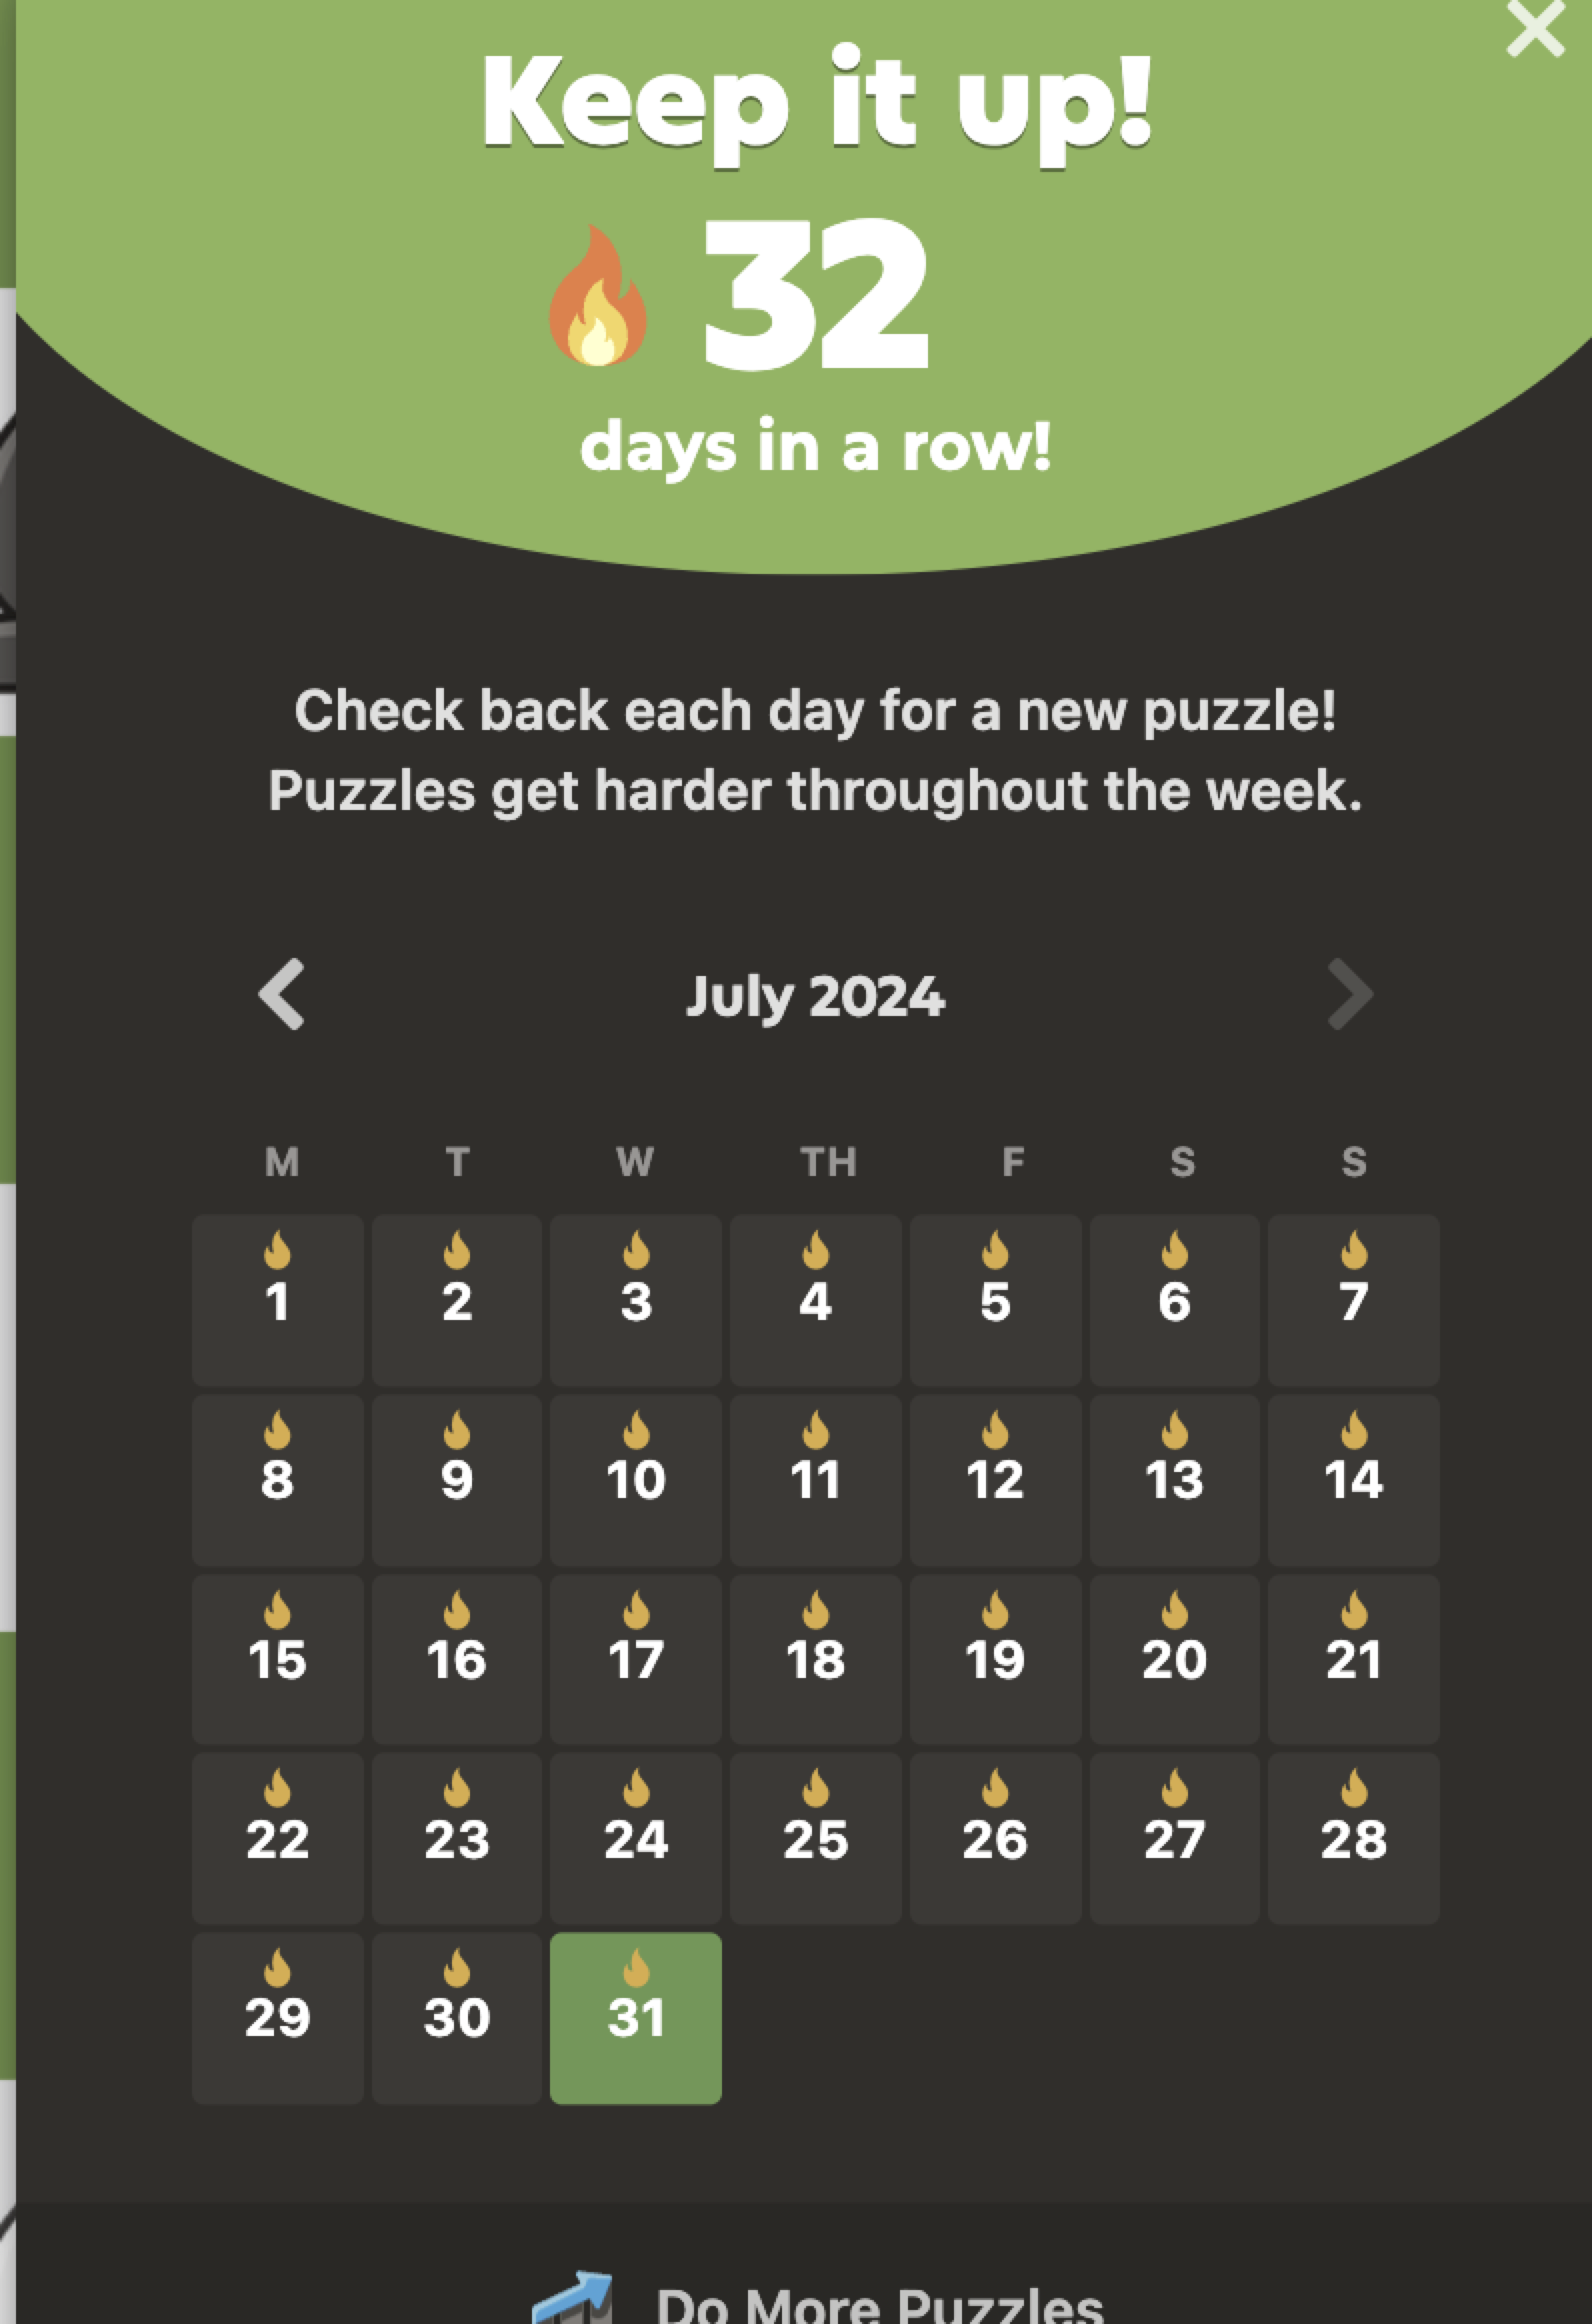 Keep it up!
32
days in a row!
Check back each day for a new puzzle!
Puzzles get harder throughout the week.
July 2024
M T W TH F S S
1 2 3 4 5 6 7
8 9 10 11 12 13 14
15 16 17 18 19 20 21
22 23 24 25 26 27 28
29 30 31
Do More Puzzles